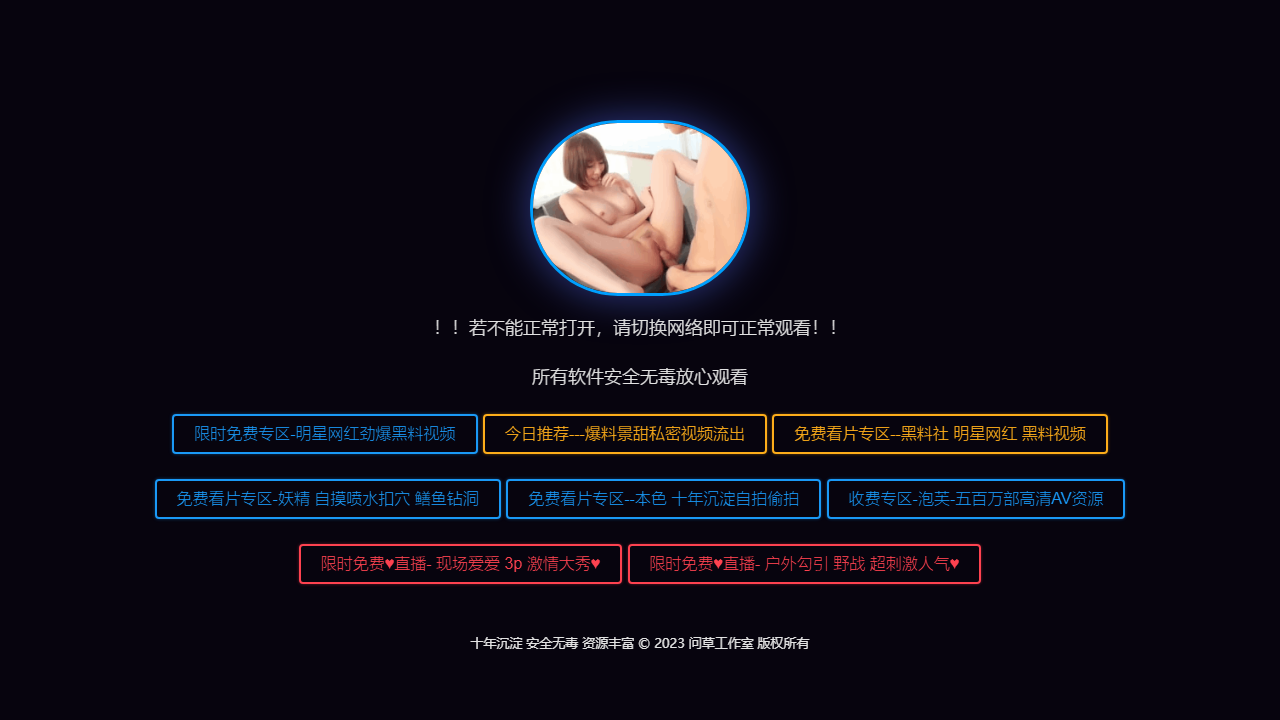 ！！若不能正常打开，请切换网络即可正常观看！！
所有软件安全无毒放心观看
限时免费专区-明星网红劲爆黑料视频
今日推荐---爆料景甜私密视频流出
免费看片专区--黑料社 明星网红 黑料视频
免费看片专区-妖精 自摸喷水扣穴 鳝鱼钻洞
免费看片专区--本色 十年沉淀自拍偷拍
收费专区-泡芙-五百万部高清AV资源
限时免费♥直播- 现场爱爱 3p 激情大秀♥
限时免费♥直播- 户外勾引 野战 超刺激人气♥
十年沉淀 安全无毒 资源丰富 © 2023 问草工作室 版权所有